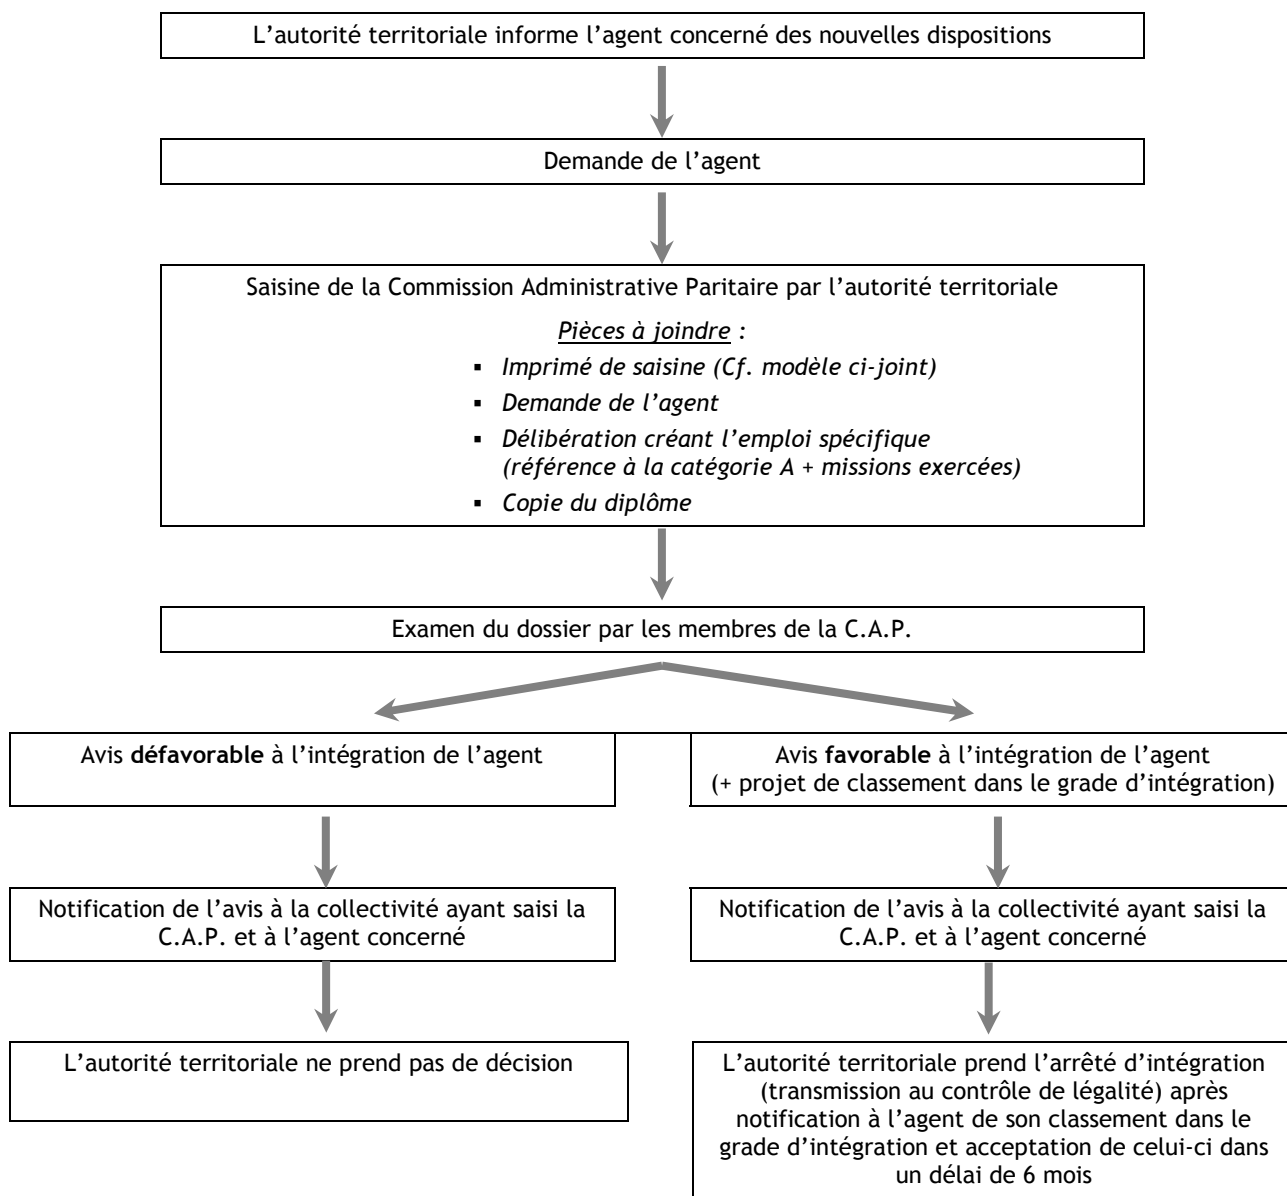 L’autorité territoriale informe l’agent concerné des nouvelles dispositions
Demande de l’agent
Saisine de la Commission Administrative Paritaire par l’autorité territoriale
Pièces à joindre :
▪ Imprimé de saisine (Cf. modèle ci-joint)
▪ Demande de l’agent
▪ Délibération créant l’emploi spécifique
(référence à la catégorie A + missions exercées)
▪ Copie du diplôme
Examen du dossier par les membres de la C.A.P.
Avis défavorable à l’intégration de l’agent
Avis favorable à l’intégration de l’agent
(+ projet de classement dans le grade d’intégration)
Notification de l’avis à la collectivité ayant saisi la
C.A.P. et à l’agent concerné
Notification de l’avis à la collectivité ayant saisi la
C.A.P. et à l’agent concerné
L’autorité territoriale ne prend pas de décision
L’autorité territoriale prend l’arrêté d’intégration
(transmission au contrôle de légalité) après
notification à l’agent de son classement dans le
grade d’intégration et acceptation de celui-ci dans
un délai de 6 mois